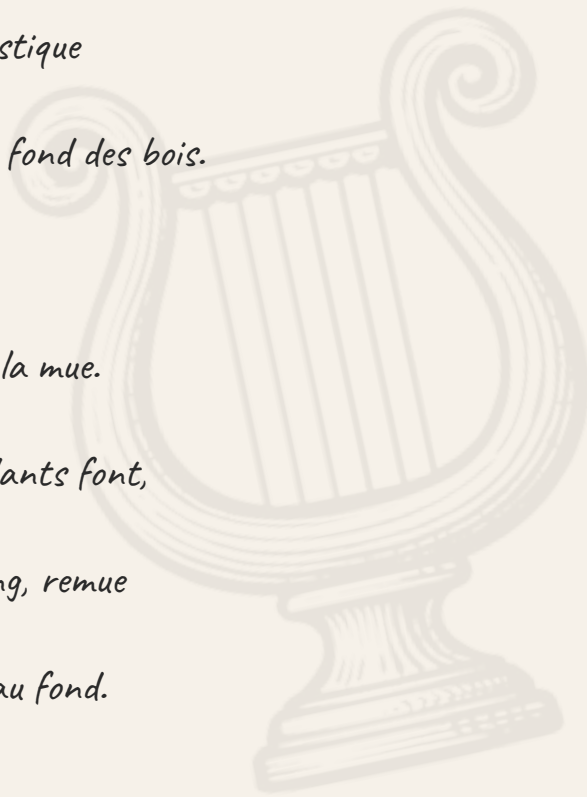 stique
fond des bois.
la mue.
ants font,
ng, remue
au fond.